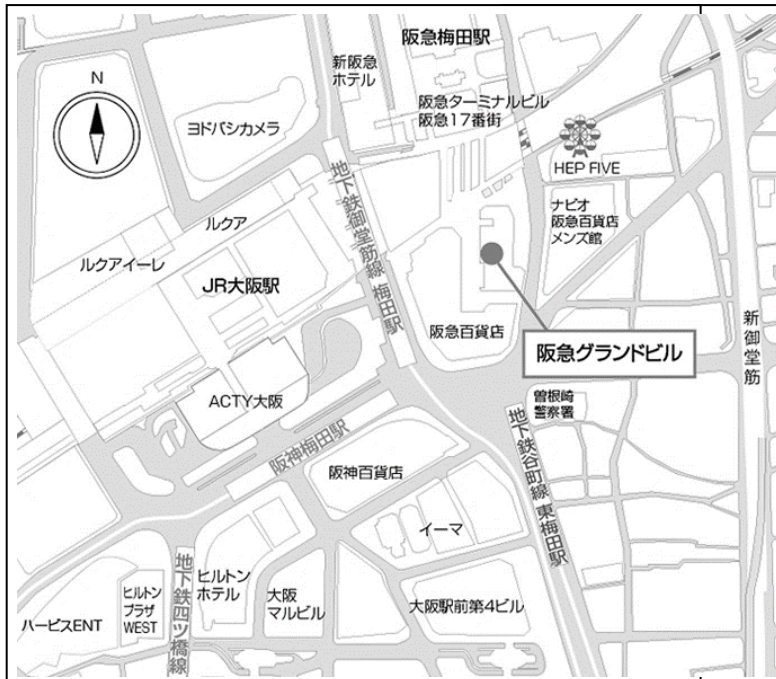 阪急梅田駅
新阪急
ホテル
N
阪急ターミナルビル
阪急17番街
ヨドバシカメラ
HEP FIVE
地下鉄御堂筋線 梅田駅
ナビオ
阪急百貨店
メンズ館
ルクア
ルクアイーレ
JR大阪駅
新御堂筋
阪急百貨店
阪急グランドビル
ACTY大阪
曽根崎
警察署
地下鉄谷町線 東梅田駅
阪神梅田駅
阪神百貨店
イーマ
地下鉄四ツ橋線
ヒルトン
ホテル
ヒルトン
プラザ
WEST
大阪
マルビル
大阪駅前第4ビル
ハービスENT